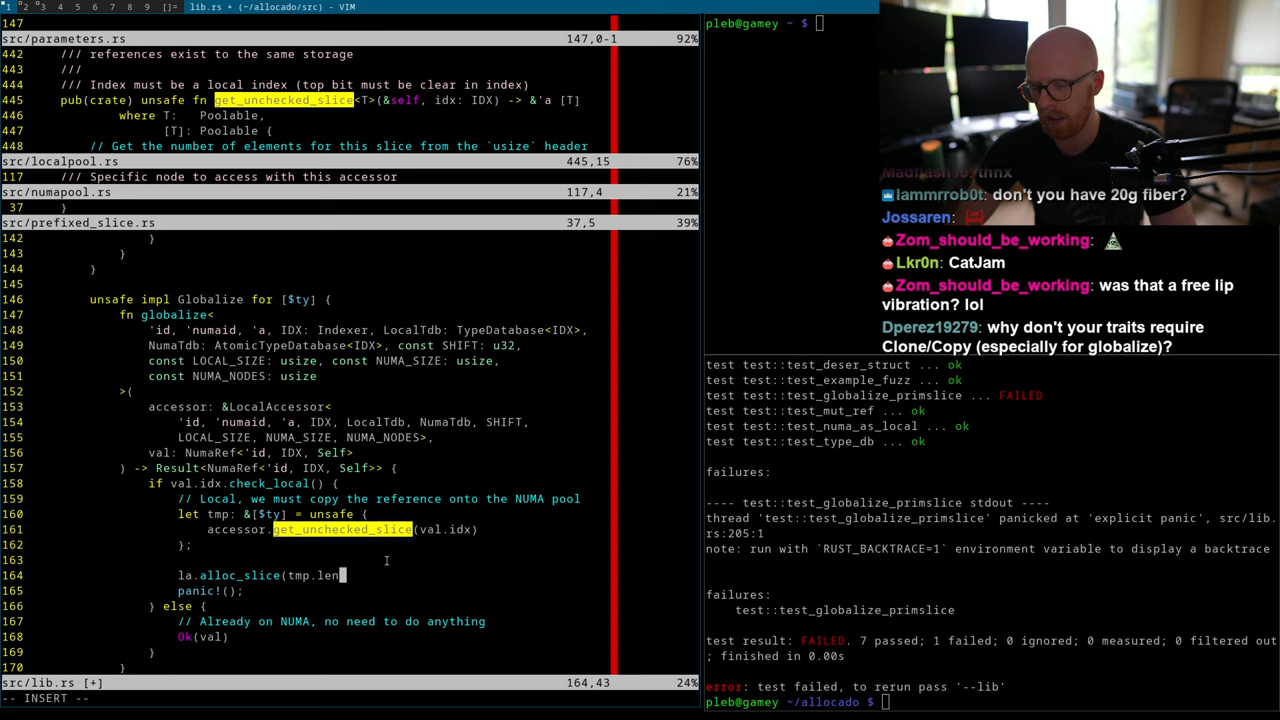 1 2 3 4 5 6 7 8 9 []= lib.rs + (~/allocado/src) - VIM
147
src/parameters.rs 147,0-1 92%
442 /// references exist to the same storage
443 ///
444 /// Index must be a local index (top bit must be clear in index)
445 pub(crate) unsafe fn get_unchecked_slice<T>(&self, idx: IDX) -> &'a [T]
446 where T: Poolable,
447 [T]: Poolable {
448 // Get the number of elements for this slice from the `usize` header
src/localpool.rs 445,15 76%
117 /// Specific node to access with this accessor
src/numapool.rs 117,4 21%
37 }
src/prefixed_slice.rs 37,5 39%
142 }
143 }
144 }
145
146 unsafe impl Globalize for [$ty] {
147 fn globalize<
148 'id, 'numaid, 'a, IDX: Indexer, LocalTdb: TypeDatabase<IDX>,
149 NumaTdb: AtomicTypeDatabase<IDX>, const SHIFT: u32,
150 const LOCAL_SIZE: usize, const NUMA_SIZE: usize,
151 const NUMA_NODES: usize
152 >(
153 accessor: &LocalAccessor<
154 'id, 'numaid, 'a, IDX, LocalTdb, NumaTdb, SHIFT,
155 LOCAL_SIZE, NUMA_SIZE, NUMA_NODES>,
156 val: NumaRef<'id, IDX, Self>
157 ) -> Result<NumaRef<'id, IDX, Self>> {
158 if val.idx.check_local() {
159 // Local, we must copy the reference onto the NUMA pool
160 let tmp: &[$ty] = unsafe {
161 accessor.get_unchecked_slice(val.idx)
162 };
163
164 la.alloc_slice(tmp.len
165 panic!();
166 } else {
167 // Already on NUMA, no need to do anything
168 Ok(val)
169 }
170 }
src/lib.rs [+] 164,43 24%
-- INSERT --
pleb@gamey ~ $
Madflash16: thnx
Iammrrob0t: don't you have 20g fiber?
Jossaren:
Zom_should_be_working:
Lkr0n: CatJam
Zom_should_be_working: was that a free lip
vibration? lol
Dperez19279: why don't your traits require
Clone/Copy (especially for globalize)?
test test::test_deser_struct ... ok
test test::test_example_fuzz ... ok
test test::test_globalize_primslice ... FAILED
test test::test_mut_ref ... ok
test test::test_numa_as_local ... ok
test test::test_type_db ... ok
failures:
---- test::test_globalize_primslice stdout ----
thread 'test::test_globalize_primslice' panicked at 'explicit panic', src/lib.
rs:205:1
note: run with `RUST_BACKTRACE=1` environment variable to display a backtrace
failures:
test::test_globalize_primslice
test result: FAILED. 7 passed; 1 failed; 0 ignored; 0 measured; 0 filtered out
; finished in 0.00s
error: test failed, to rerun pass '--lib'
pleb@gamey ~/allocado $